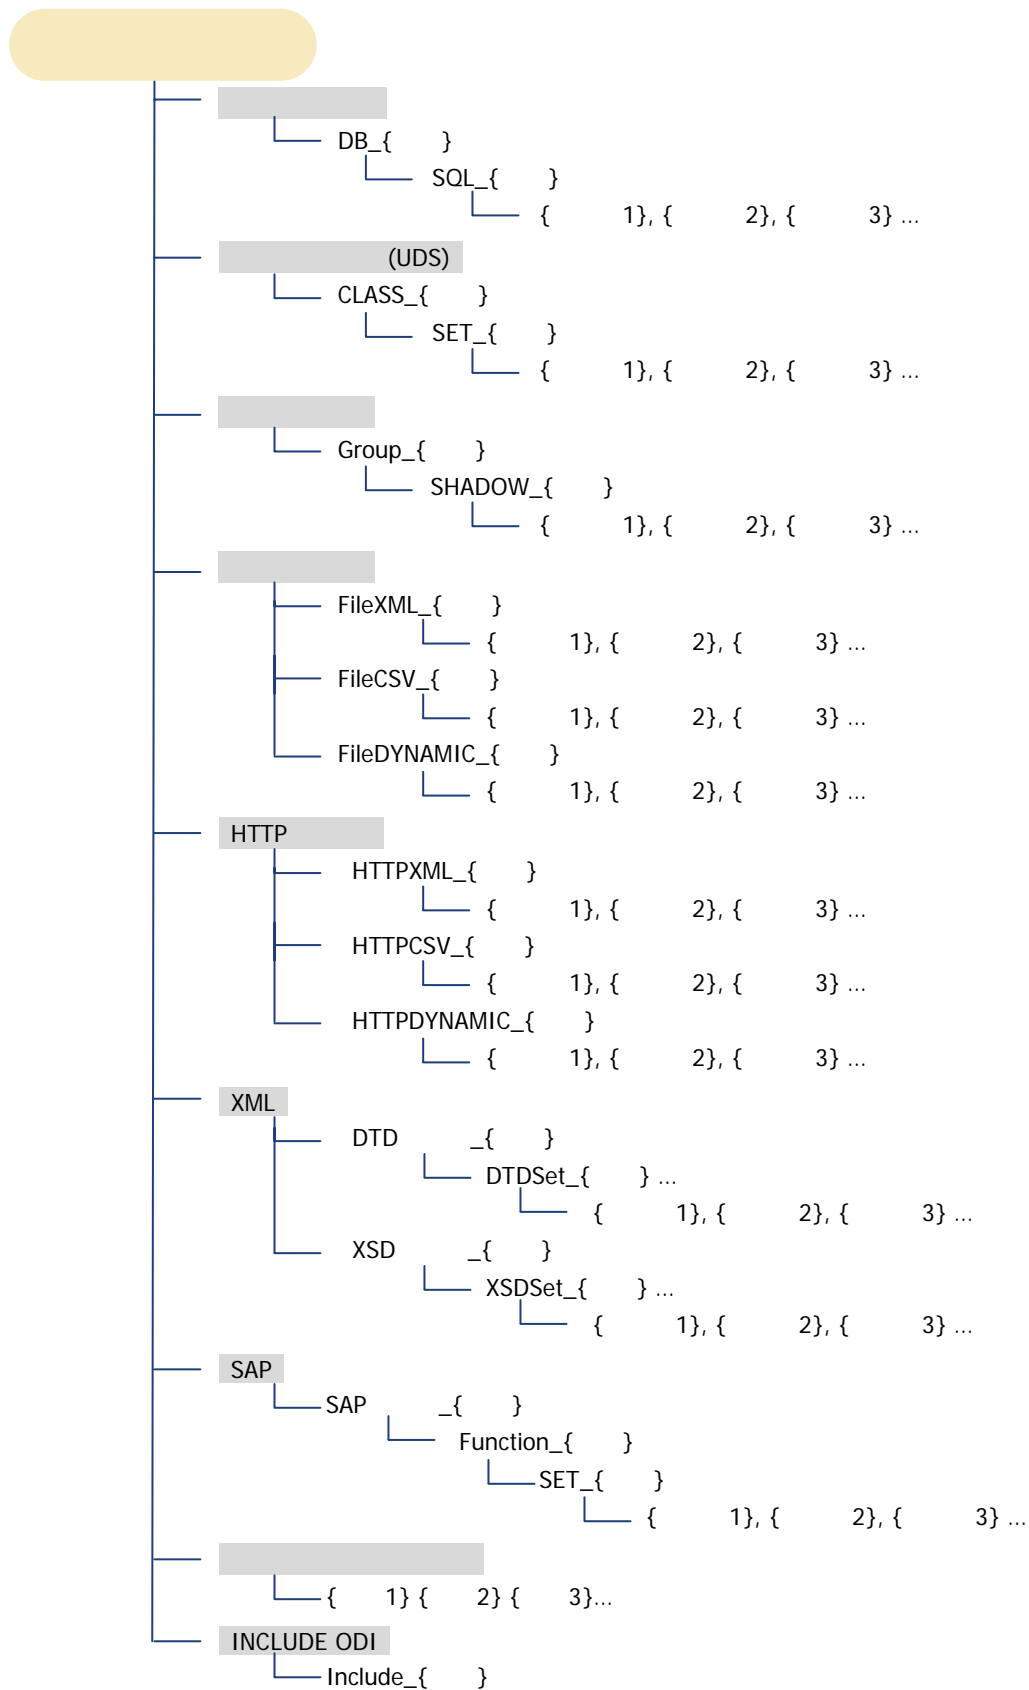 DB_{ }
SQL_{ }
{ 1}, { 2}, { 3} ...
(UDS)
CLASS_{ }
SET_{ }
{ 1}, { 2}, { 3} ...
Group_{ }
SHADOW_{ }
{ 1}, { 2}, { 3} ...
FileXML_{ }
{ 1}, { 2}, { 3} ...
FileCSV_{ }
{ 1}, { 2}, { 3} ...
FileDYNAMIC_{ }
{ 1}, { 2}, { 3} ...
HTTP
HTTPXML_{ }
{ 1}, { 2}, { 3} ...
HTTPCSV_{ }
{ 1}, { 2}, { 3} ...
HTTPDYNAMIC_{ }
{ 1}, { 2}, { 3} ...
XML
DTD _{ }
DTDSet_{ } ...
{ 1}, { 2}, { 3} ...
XSD _{ }
XSDSet_{ } ...
{ 1}, { 2}, { 3} ...
SAP
SAP _{ }
Function_{ }
SET_{ }
{ 1}, { 2}, { 3} ...
{ 1} { 2} { 3}...
INCLUDE ODI
Include_{ }